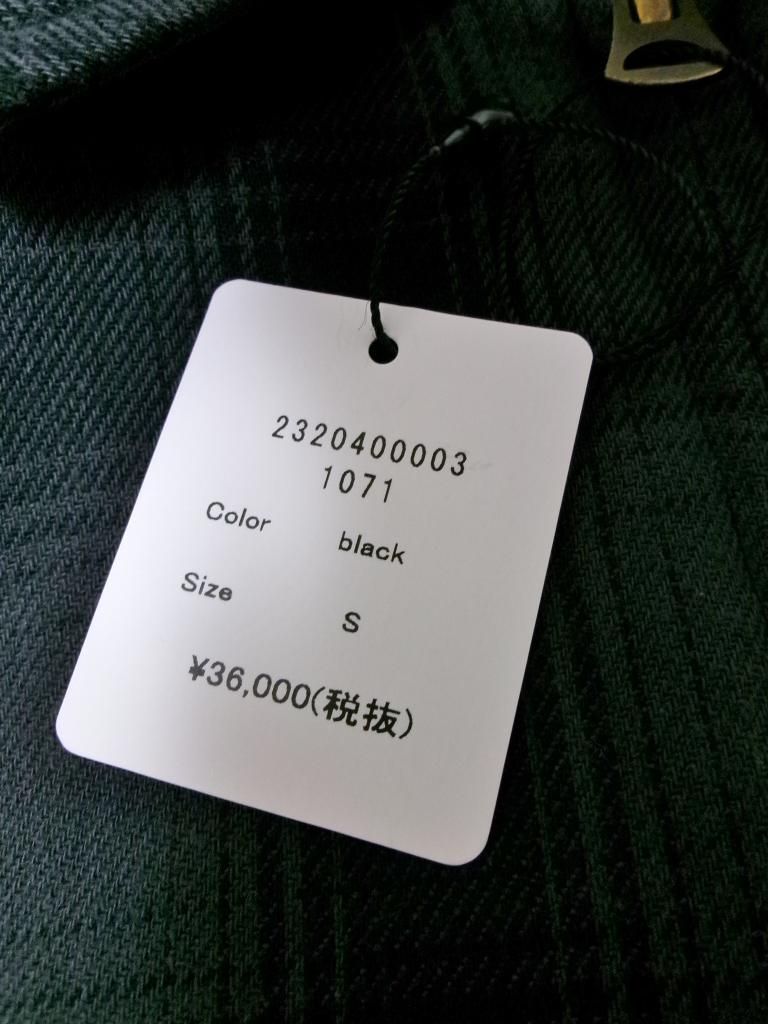 2320400003
1071
Color black
Size S
¥36,000(税抜)